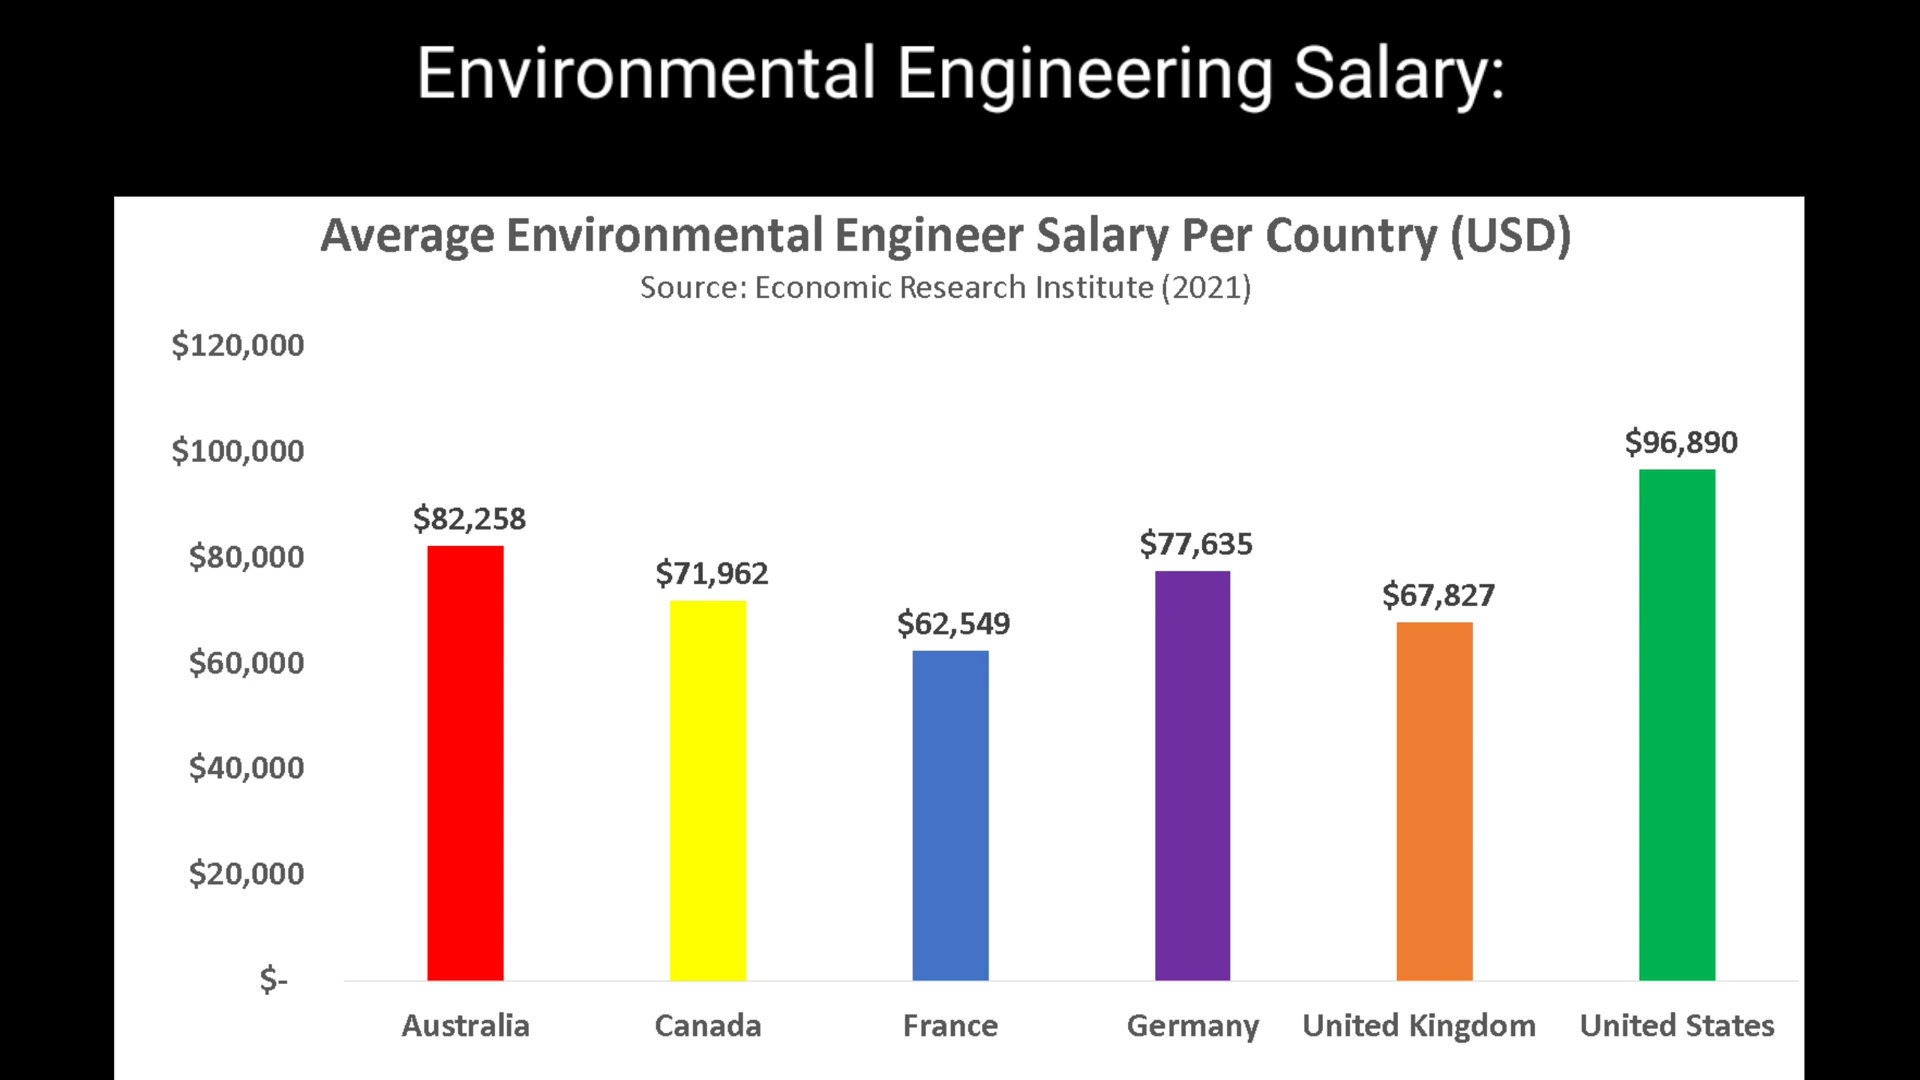 Environmental Engineering Salary:
Average Environmental Engineer Salary Per Country (USD)
Source: Economic Research Institute (2021)
$120,000
$100,000
$80,000
$60,000
$40,000
$20,000
$-
$82,258
$71,962
$62,549
$77,635
$67,827
$96,890
Australia
Canada
France
Germany
United Kingdom
United States